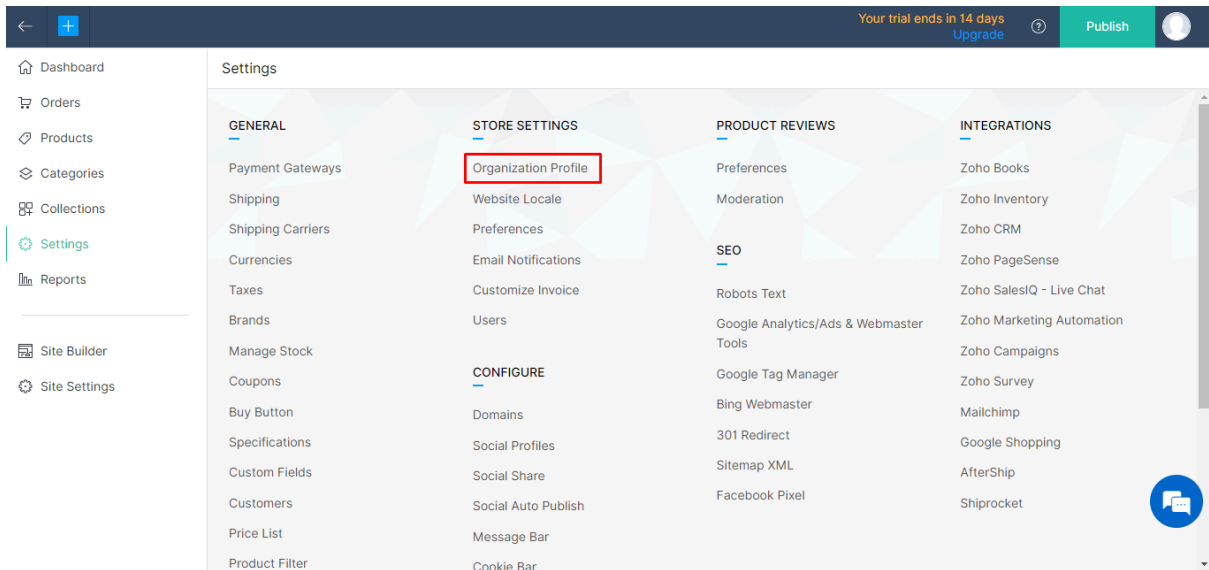 Your trial ends in 14 days
Upgrade
Publish
Dashboard
Orders
Products
Categories
Collections
Settings
Reports
Site Builder
Site Settings
Settings
GENERAL
Payment Gateways
Shipping
Shipping Carriers
Currencies
Taxes
Brands
Manage Stock
Coupons
Buy Button
Specifications
Custom Fields
Customers
Price List
Product Filter
STORE SETTINGS
Organization Profile
Website Locale
Preferences
Email Notifications
Customize Invoice
Users
CONFIGURE
Domains
Social Profiles
Social Share
Social Auto Publish
Message Bar
Cookie Bar
PRODUCT REVIEWS
Preferences
Moderation
SEO
Robots Text
Google Analytics/Ads & Webmaster
Tools
Google Tag Manager
Bing Webmaster
301 Redirect
Sitemap XML
Facebook Pixel
INTEGRATIONS
Zoho Books
Zoho Inventory
Zoho CRM
Zoho PageSense
Zoho SalesIQ - Live Chat
Zoho Marketing Automation
Zoho Campaigns
Zoho Survey
Mailchimp
Google Shopping
AfterShip
Shiprocket